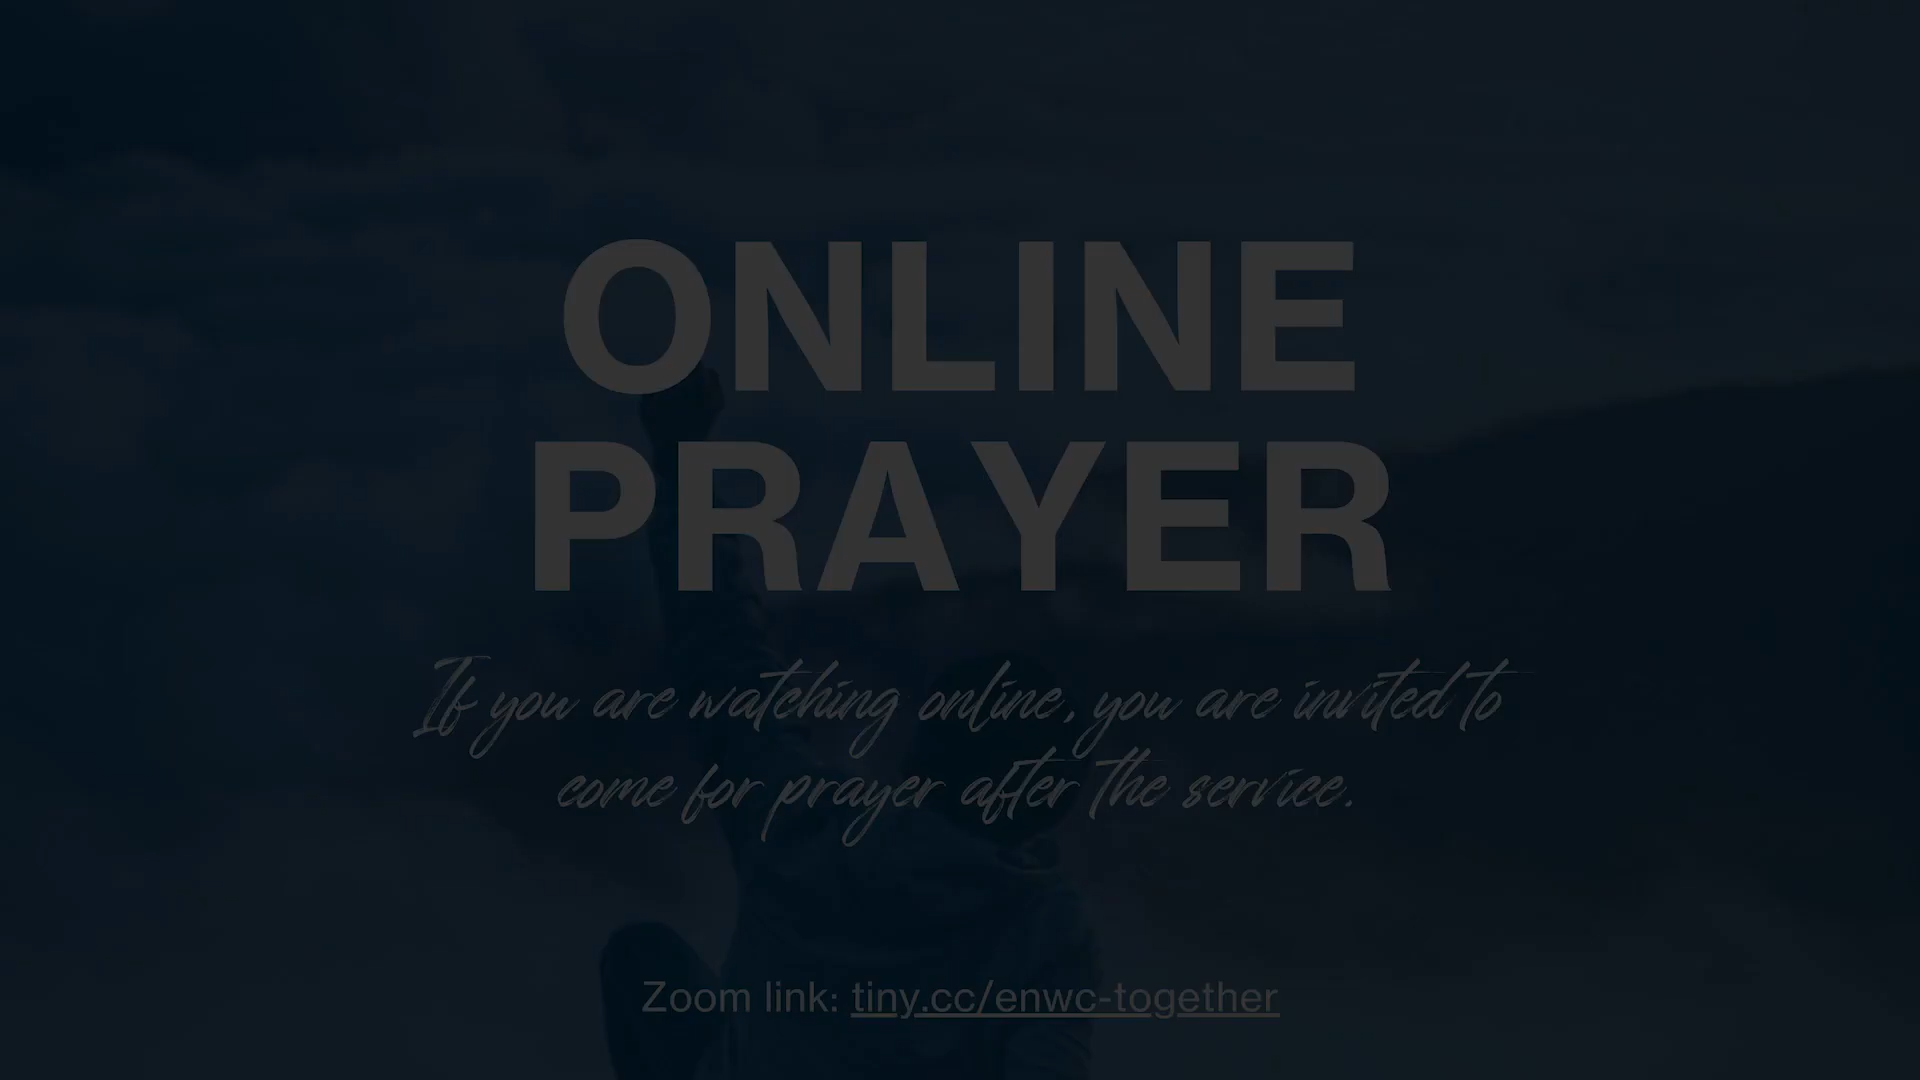 ONLINE
PRAYER
If you are watching online, you are invited to
come for prayer after the service.
Zoom link: tiny.cc/enwc-together